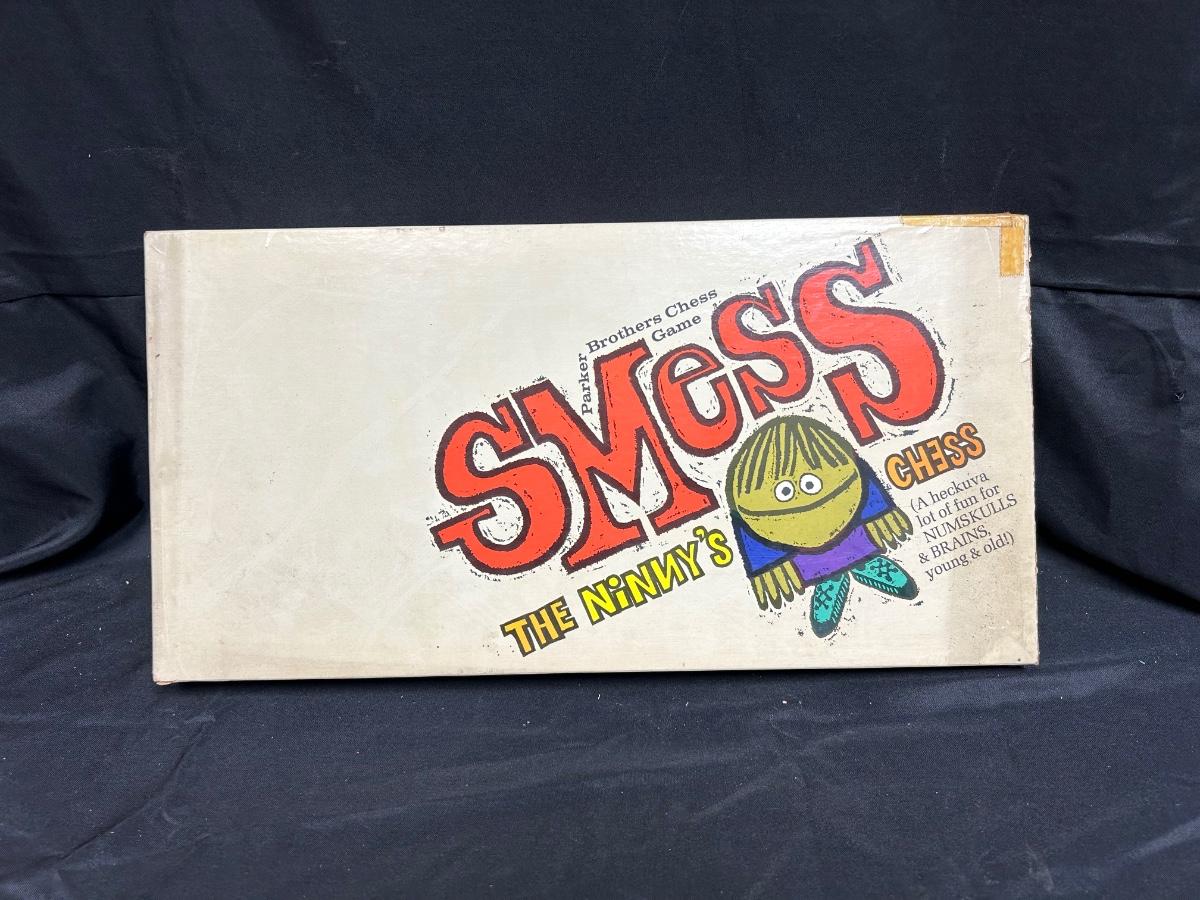 Parker Brothers Chess
Game
SMeSS
THE NiNNY'S
CHESS
(A heckuva
lot of fun for
NUMSKULLS
& BRAINS,
young & old!)